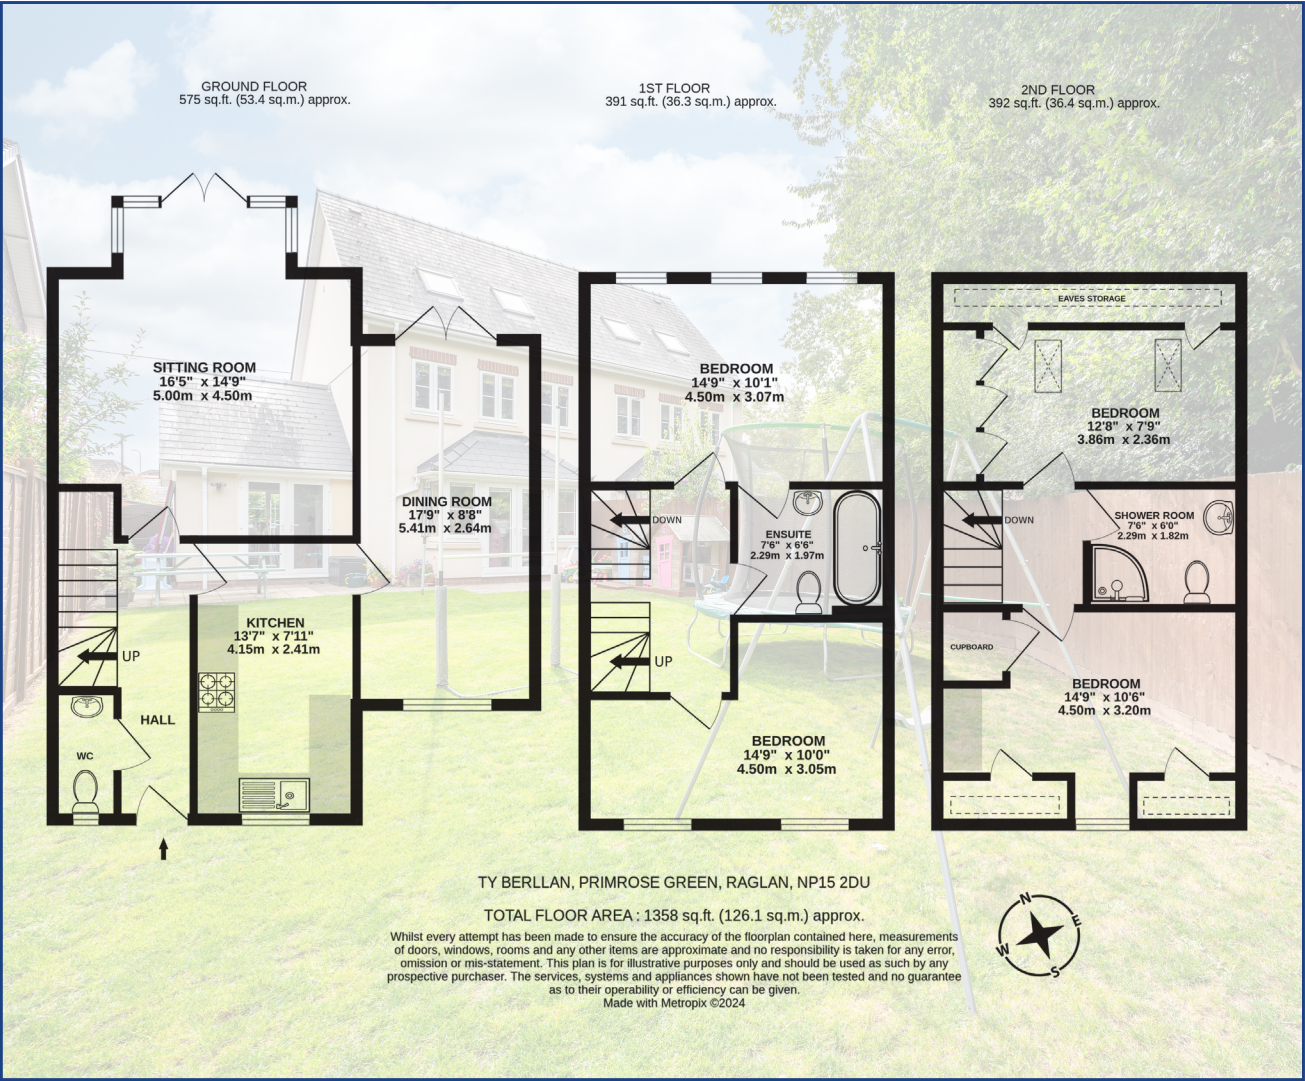 GROUND FLOOR
575 sq.ft. (53.4 sq.m.) approx.
1ST FLOOR
391 sq.ft. (36.3 sq.m.) approx.
2ND FLOOR
392 sq.ft. (36.4 sq.m.) approx.
SITTING ROOM
16'5" x 14'9"
5.00m x 4.50m
DINING ROOM
17'9" x 8'8"
5.41m x 2.64m
KITCHEN
13'7" x 7'11"
4.15m x 2.41m
UP
HALL
WC
BEDROOM
14'9" x 10'1"
4.50m x 3.07m
DOWN
ENSUITE
7'6" x 6'6"
2.29m x 1.97m
UP
BEDROOM
14'9" x 10'0"
4.50m x 3.05m
EAVES STORAGE
BEDROOM
12'8" x 7'9"
3.86m x 2.36m
DOWN
SHOWER ROOM
7'6" x 6'0"
2.29m x 1.82m
CUPBOARD
BEDROOM
14'9" x 10'6"
4.50m x 3.20m
TY BERLLAN, PRIMROSE GREEN, RAGLAN, NP15 2DU
TOTAL FLOOR AREA : 1358 sq.ft. (126.1 sq.m.) approx.
Whilst every attempt has been made to ensure the accuracy of the floorplan contained here, measurements
of doors, windows, rooms and any other items are approximate and no responsibility is taken for any error,
omission or mis-statement. This plan is for illustrative purposes only and should be used as such by any
prospective purchaser. The services, systems and appliances shown have not been tested and no guarantee
as to their operability or efficiency can be given.
Made with Metropix ©2024
N
E
W
S